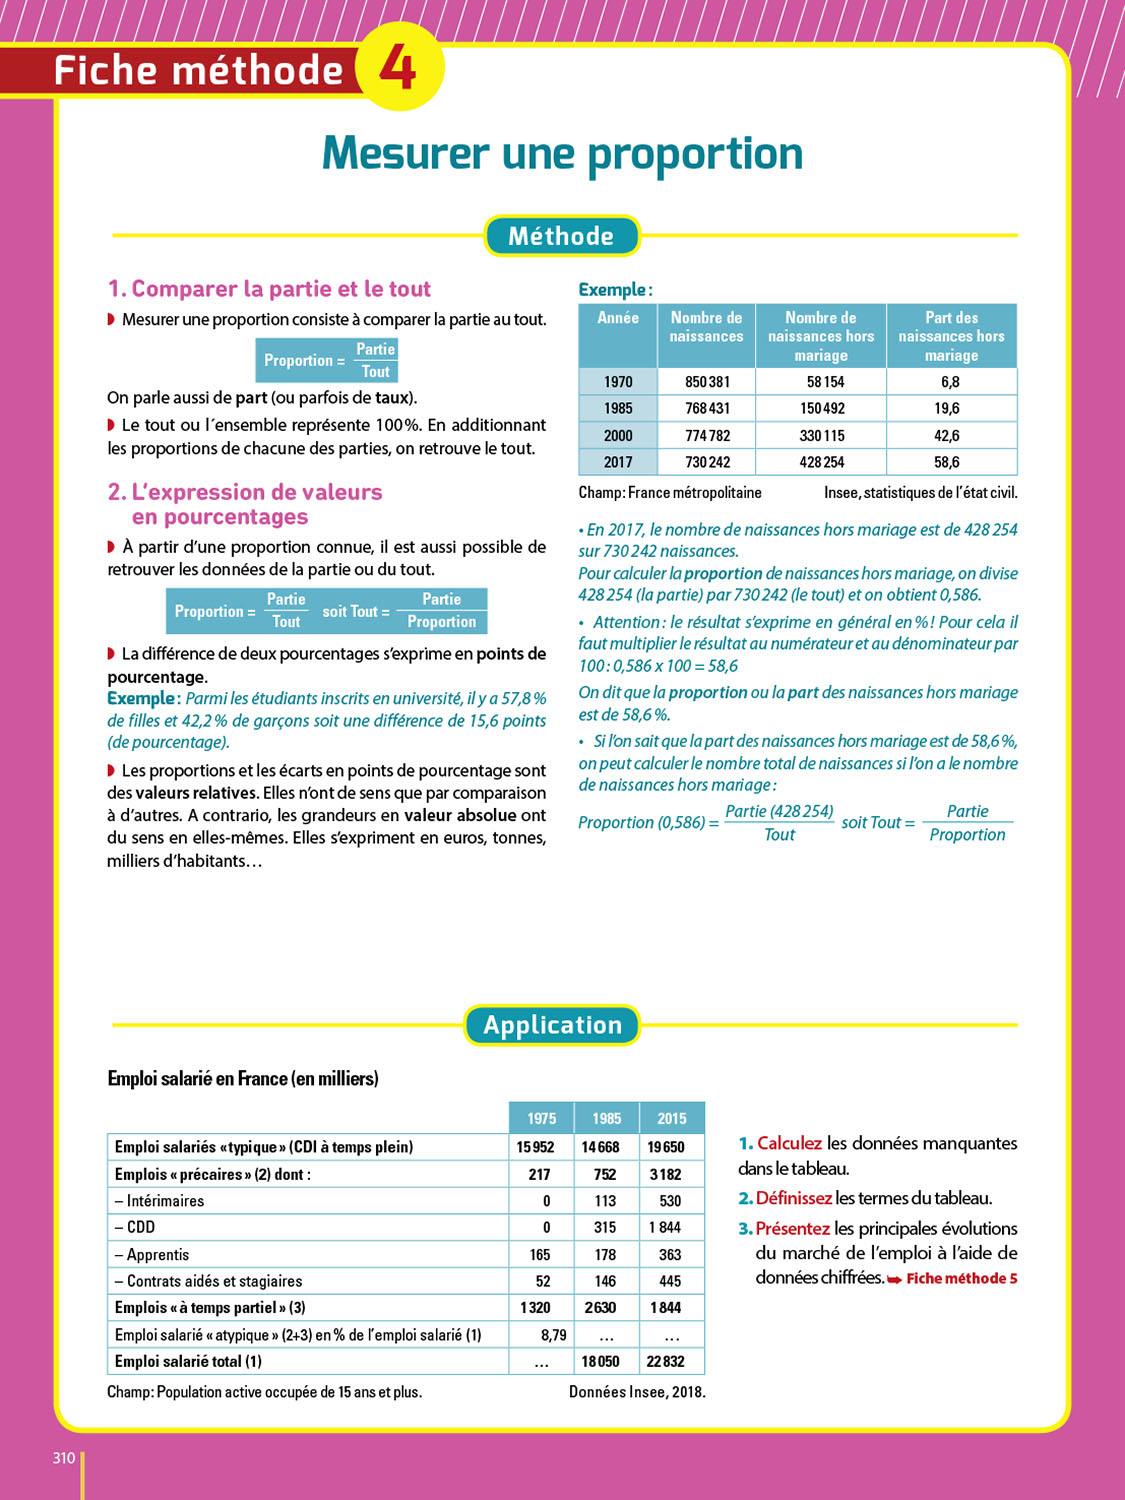 Fiche méthode 4
Mesurer une proportion
Méthode
1. Comparer la partie et le tout
Mesurer une proportion consiste à comparer la partie au tout.
Proportion = Partie
Tout
On parle aussi de part (ou parfois de taux).
Le tout ou l´ensemble représente 100 %. En additionnant
les proportions de chacune des parties, on retrouve le tout.
2. L’expression de valeurs
en pourcentages
À partir d’une proportion connue, il est aussi possible de
retrouver les données de la partie ou du tout.
Proportion = Partie soit Tout = Partie
Tout Proportion
La différence de deux pourcentages s’exprime en points de
pourcentage.
Exemple : Parmi les étudiants inscrits en université, il y a 57,8 %
de filles et 42,2 % de garçons soit une différence de 15,6 points
(de pourcentage).
Les proportions et les écarts en points de pourcentage sont
des valeurs relatives. Elles n’ont de sens que par comparaison
à d’autres. A contrario, les grandeurs en valeur absolue ont
du sens en elles-mêmes. Elles s’expriment en euros, tonnes,
milliers d’habitants…
Exemple :
Année Nombre de Nombre de Part des
naissances naissances hors naissances hors
mariage mariage
1970 850 381 58 154 6,8
1985 768 431 150 492 19,6
2000 774 782 330 115 42,6
2017 730 242 428 254 58,6
Champ : France métropolitaine Insee, statistiques de l’état civil.
• En 2017, le nombre de naissances hors mariage est de 428 254
sur 730 242 naissances.
Pour calculer la proportion de naissances hors mariage, on divise
428 254 (la partie) par 730 242 (le tout) et on obtient 0,586.
• Attention : le résultat s’exprime en général en % ! Pour cela il
faut multiplier le résultat au numérateur et au dénominateur par
100 : 0,586 x 100 = 58,6
On dit que la proportion ou la part des naissances hors mariage
est de 58,6 %.
• Si l’on sait que la part des naissances hors mariage est de 58,6 %,
on peut calculer le nombre total de naissances si l’on a le nombre
de naissances hors mariage :
Proportion (0,586) = Partie (428 254) soit Tout = Partie
Tout Proportion
Application
Emploi salarié en France (en milliers)
1975 1985 2015
Emploi salariés « typique » (CDI à temps plein) 15 952 14 668 19 650
Emplois « précaires » (2) dont : 217 752 3 182
– Intérimaires 0 113 530
– CDD 0 315 1 844
– Apprentis 165 178 363
– Contrats aidés et stagiaires 52 146 445
Emplois « à temps partiel » (3) 1 320 2 630 1 844
Emploi salarié « atypique » (2+3) en % de l’emploi salarié (1) 8,79 … …
Emploi salarié total (1) … 18 050 22 832
Champ : Population active occupée de 15 ans et plus. Données Insee, 2018.
1. Calculez les données manquantes
dans le tableau.
2. Définissez les termes du tableau.
3. Présentez les principales évolutions
du marché de l’emploi à l’aide de
données chiffrées. ➥ Fiche méthode 5
310